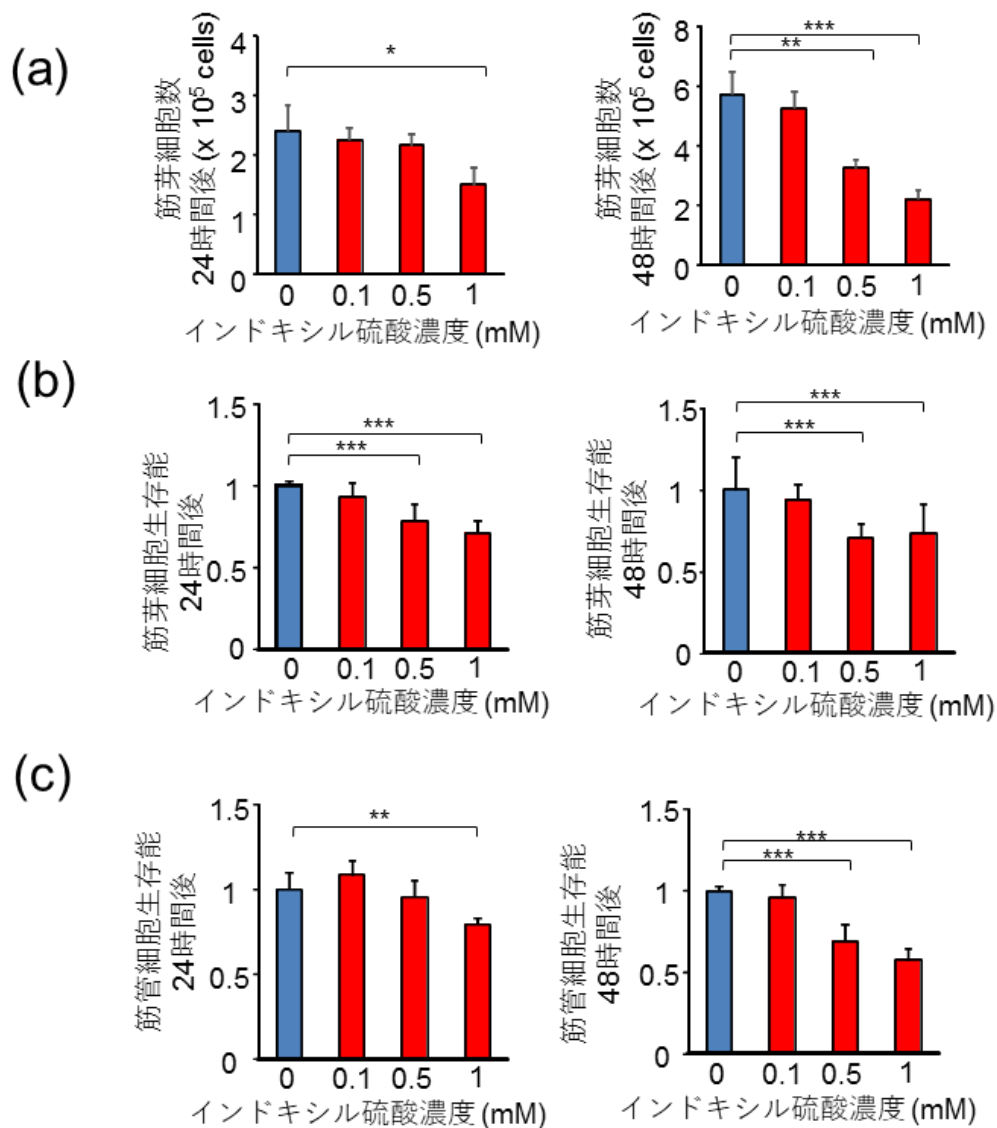 (a)
筋芽細胞数
24時間後 (x 10⁵ cells)
4
3
2
1
0
*
0 0.1 0.5 1
インドキシル硫酸濃度 (mM)
筋芽細胞数
48時間後 (x 10⁵ cells)
8
6
4
2
0
***
**
0 0.1 0.5 1
インドキシル硫酸濃度 (mM)
(b)
筋芽細胞生存能
24時間後
1.5
1
0.5
0
***
***
0 0.1 0.5 1
インドキシル硫酸濃度 (mM)
筋芽細胞生存能
48時間後
1.5
1
0.5
0
***
***
0 0.1 0.5 1
インドキシル硫酸濃度 (mM)
(c)
筋管細胞生存能
24時間後
1.5
1
0.5
0
**
0 0.1 0.5 1
インドキシル硫酸濃度 (mM)
筋管細胞生存能
48時間後
1.5
1
0.5
0
***
***
0 0.1 0.5 1
インドキシル硫酸濃度 (mM)